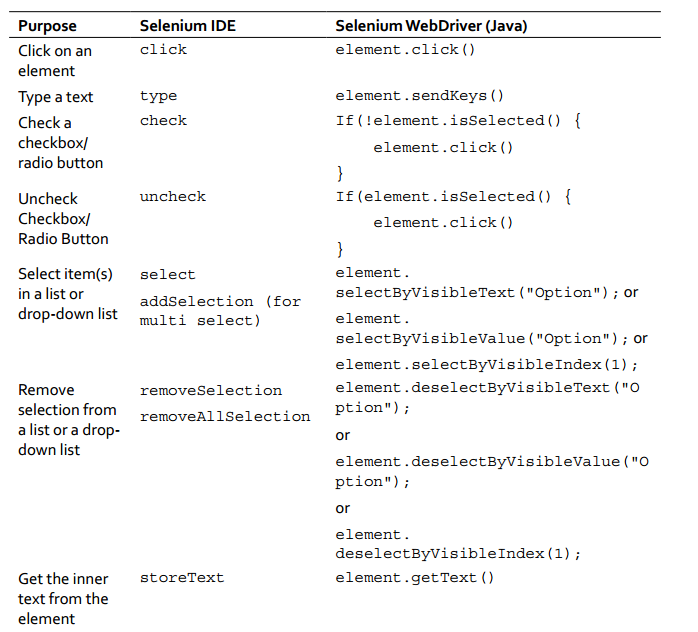 Purpose Selenium IDE Selenium WebDriver (Java)
Click on an element click element.click()
Type a text type element.sendKeys()
Check a checkbox/ radio button check If(!element.isSelected() {
element.click()
}
Uncheck Checkbox/ Radio Button uncheck If(element.isSelected() {
element.click()
}
Select item(s) in a list or drop-down list
select
addSelection (for
multi select)
element.
selectByVisibleText("Option"); or
element.
selectByVisibleValue("Option"); or
element.selectByVisibleIndex(1);
Remove selection from a list or a drop-down list
removeSelection
removeAllSelection
element.deselectByVisibleText("O
ption");
or
element.deselectByVisibleValue("O
ption");
or
element.
deselectByVisibleIndex(1);
Get the inner text from the element storeText element.getText()